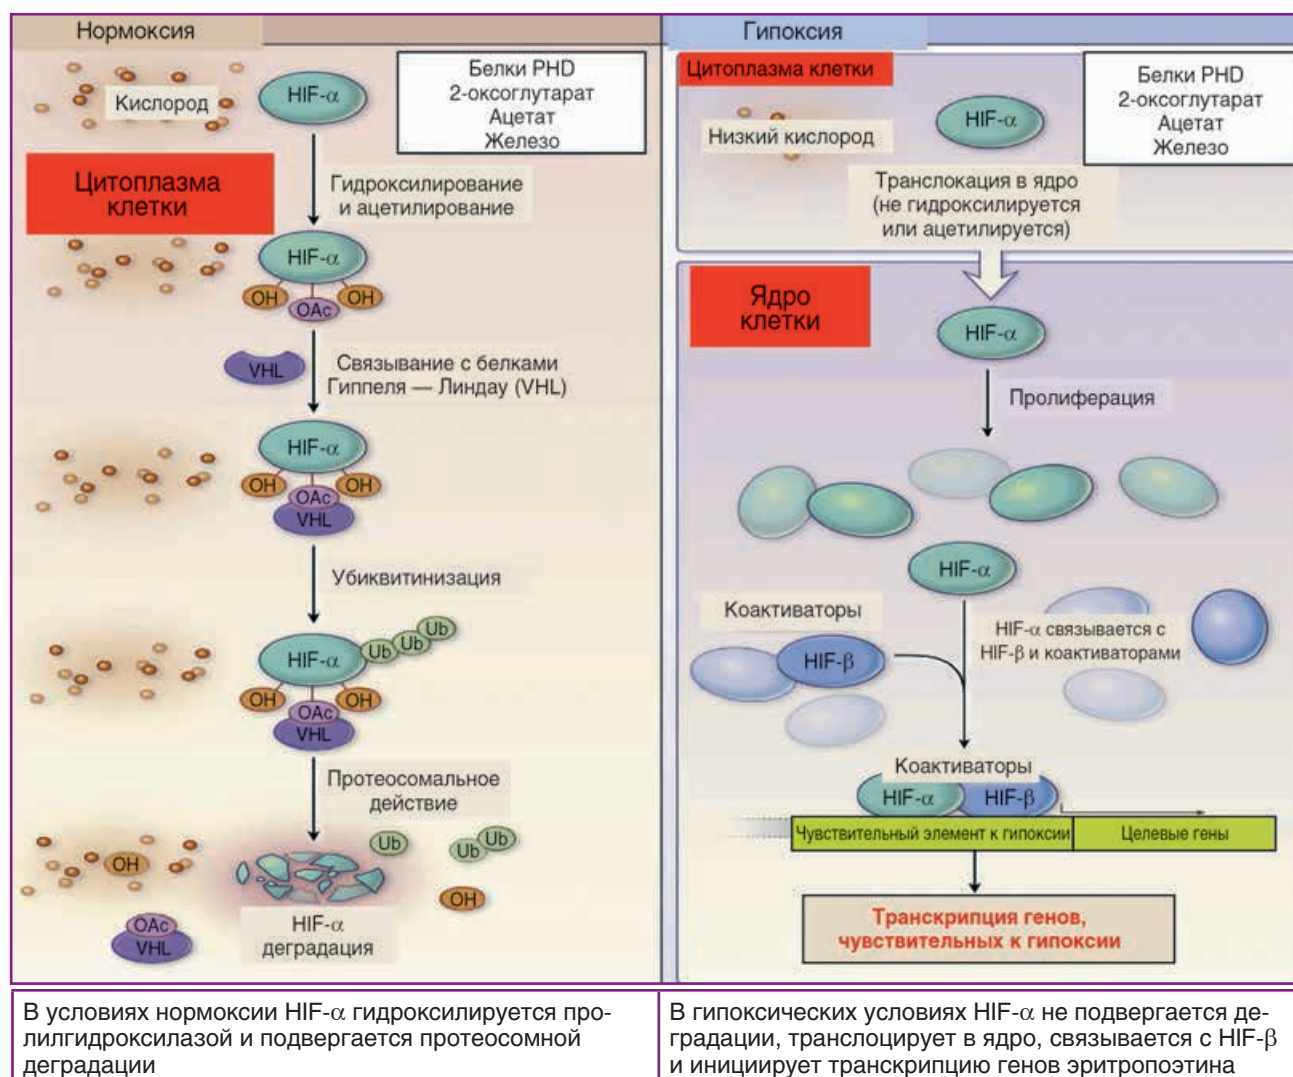 Нормоксия
Кислород
HIF-α
Белки PHD
2-оксоглутарат
Ацетат
Железо
Цитоплазма
клетки
Гидроксилирование
и ацетилирование
HIF-α
OH
OAc
OH
VHL
Связывание с белками
Гиппеля — Линдау (VHL)
HIF-α
OH
OAc
OH
VHL
Убиквитинизация
HIF-α
Ub
Ub
Ub
OH
OAc
OH
VHL
Протеосомальное
действие
OH
Ub
Ub
Ub
OH
OAc
VHL
HIF-α
деградация
Гипоксия
Цитоплазма клетки
Низкий кислород
HIF-α
Белки PHD
2-оксоглутарат
Ацетат
Железо
Транслокация в ядро
(не гидроксилируется
или ацетилируется)
Ядро
клетки
HIF-α
Пролиферация
HIF-α
Коактиваторы
HIF-β
HIF-α связывается с
HIF-β и коактиваторами
Коактиваторы
HIF-α
HIF-β
Чувствительный элемент к гипоксии
Целевые гены
Транскрипция генов,
чувствительных к гипоксии
В условиях нормоксии HIF-α гидроксилируется про-
лилгидроксилазой и подвергается протеосомной
деградации
В гипоксических условиях HIF-α не подвергается де-
градации, транслоцирует в ядро, связывается с HIF-β
и инициирует транскрипцию генов эритропоэтина